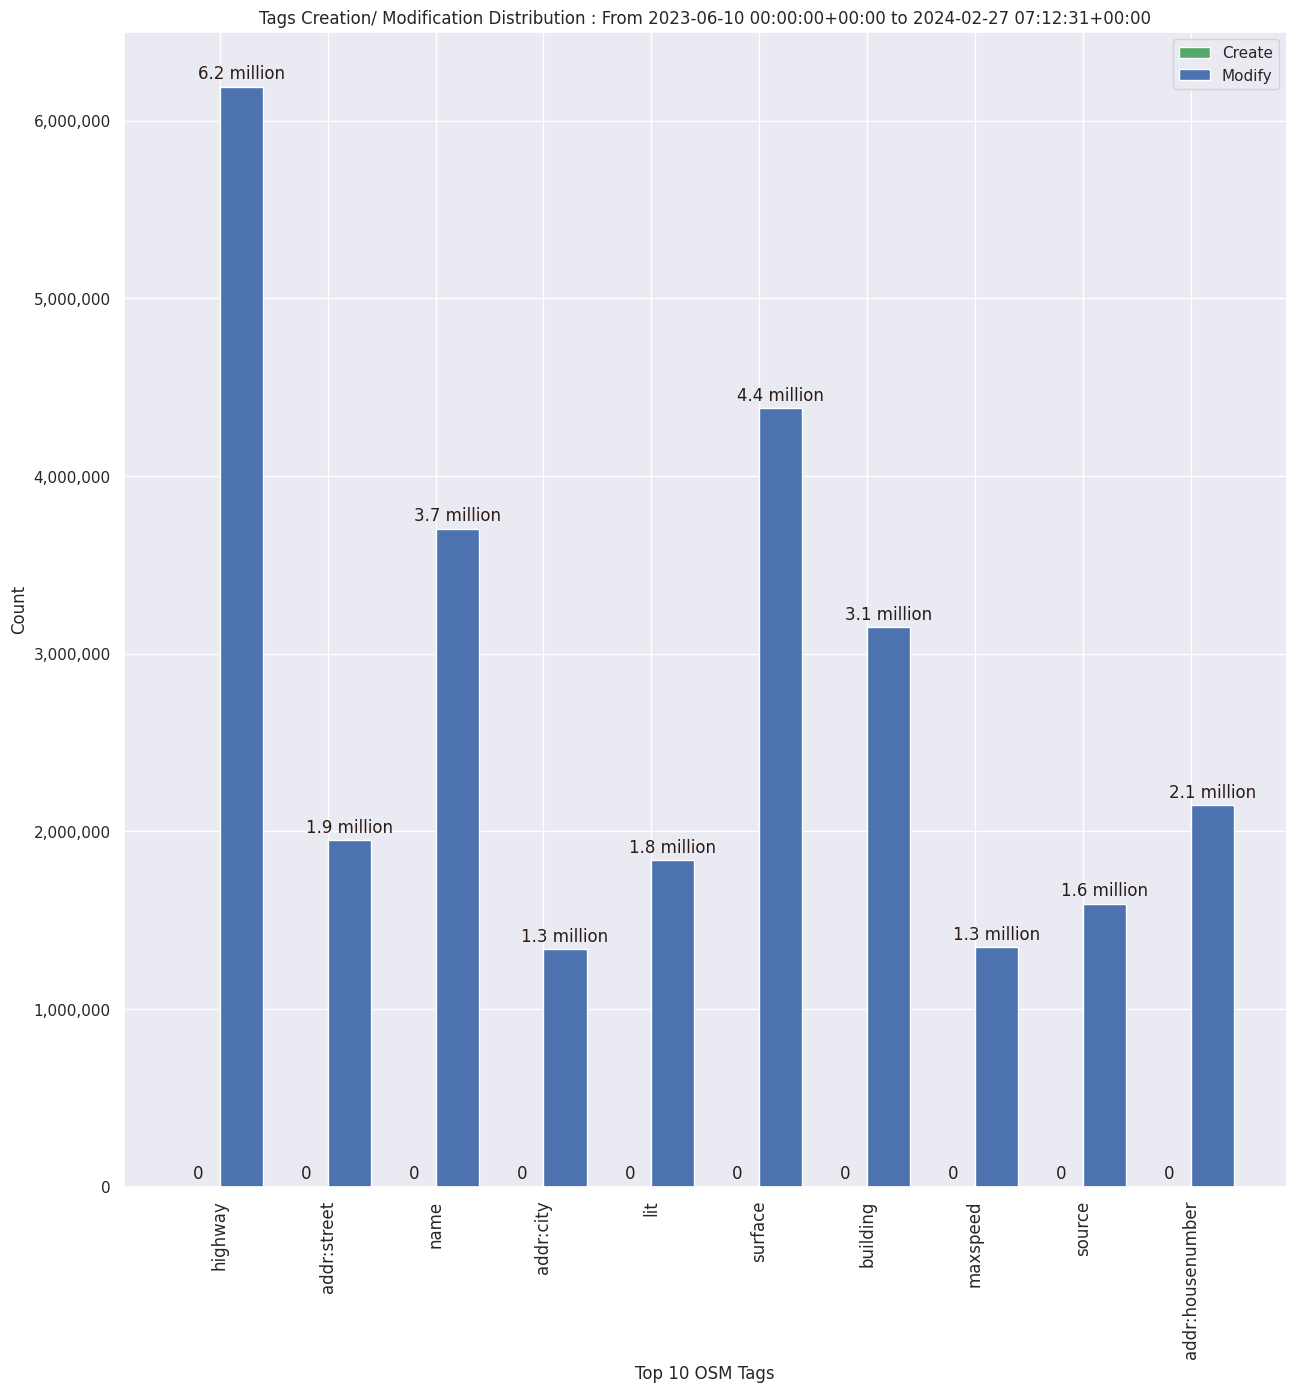 Tags Creation/ Modification Distribution : From 2023-06-10 00:00:00+00:00 to 2024-02-27 07:12:31+00:00
Create
Modify
6.2 million
1.9 million
3.7 million
1.3 million
1.8 million
4.4 million
3.1 million
1.3 million
1.6 million
2.1 million
0
0
0
0
0
0
0
0
0
0
6,000,000
5,000,000
4,000,000
3,000,000
2,000,000
1,000,000
0
Count
highway
addr:street
name
addr:city
lit
surface
building
maxspeed
source
addr:housenumber
Top 10 OSM Tags